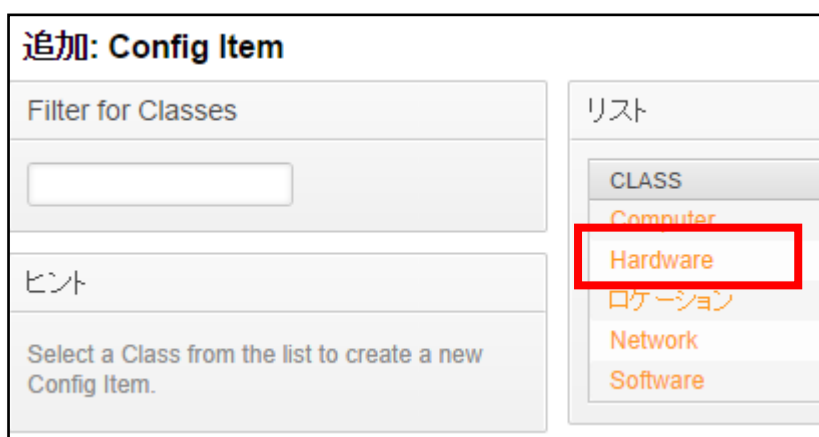 追加: Config Item
Filter for Classes
ヒント
Select a Class from the list to create a new
Config Item.
リスト
CLASS
Computer
Hardware
ロケーション
Network
Software